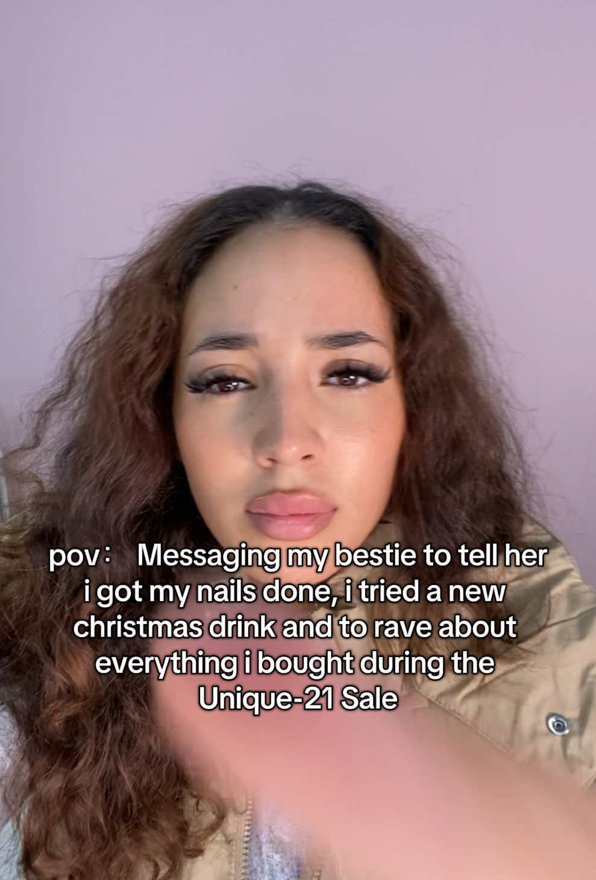 pov： Messaging my bestie to tell her
i got my nails done, i tried a new
christmas drink and to rave about
everything i bought during the
Unique-21 Sale